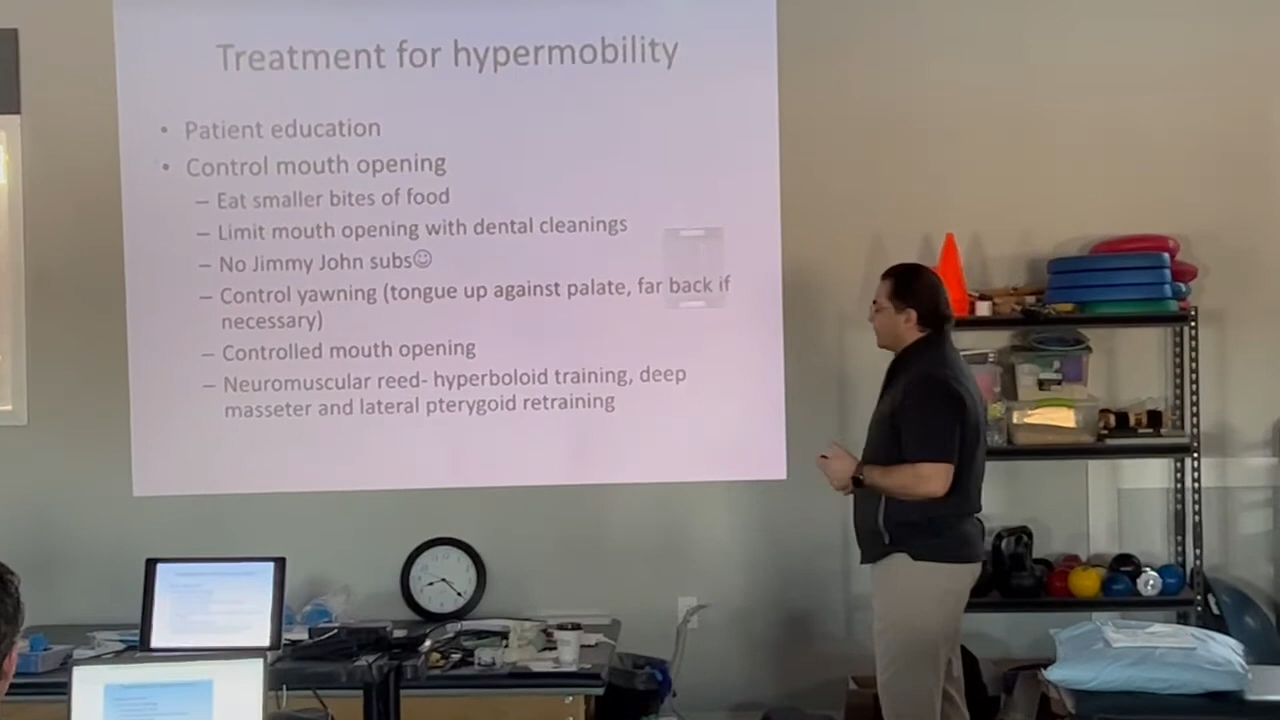 Treatment for hypermobility
• Patient education
• Control mouth opening
– Eat smaller bites of food
– Limit mouth opening with dental cleanings
– No Jimmy John subs☺
– Control yawning (tongue up against palate, far back if
necessary)
– Controlled mouth opening
– Neuromuscular reed- hyperboloid training, deep
masseter and lateral pterygoid retraining